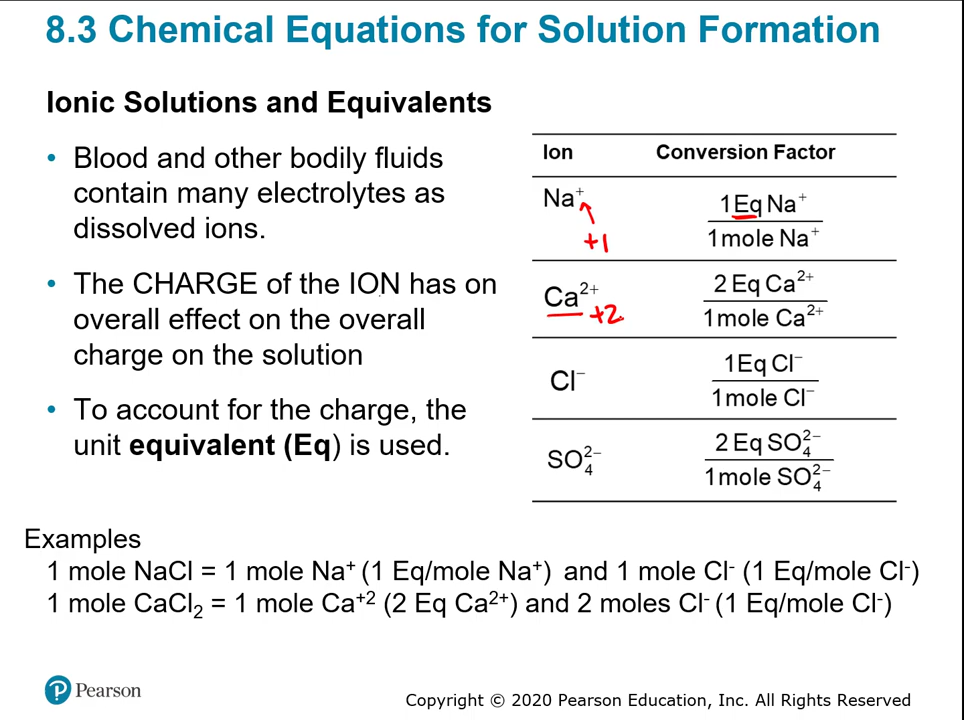 8.3 Chemical Equations for Solution Formation
Ionic Solutions and Equivalents
• Blood and other bodily fluids
contain many electrolytes as
dissolved ions.
• The CHARGE of the ION has on
overall effect on the overall
charge on the solution
• To account for the charge, the
unit equivalent (Eq) is used.
Ion Conversion Factor
Na⁺ 1 Eq Na⁺
+1 1 mole Na⁺
Ca²⁺ 2 Eq Ca²⁺
+2 1 mole Ca²⁺
Cl⁻ 1 Eq Cl⁻
1 mole Cl⁻
SO₄²⁻ 2 Eq SO₄²⁻
1 mole SO₄²⁻
Examples
1 mole NaCl = 1 mole Na⁺ (1 Eq/mole Na⁺) and 1 mole Cl⁻ (1 Eq/mole Cl⁻)
1 mole CaCl₂ = 1 mole Ca⁺² (2 Eq Ca²⁺) and 2 moles Cl⁻ (1 Eq/mole Cl⁻)
P Pearson
Copyright © 2020 Pearson Education, Inc. All Rights Reserved